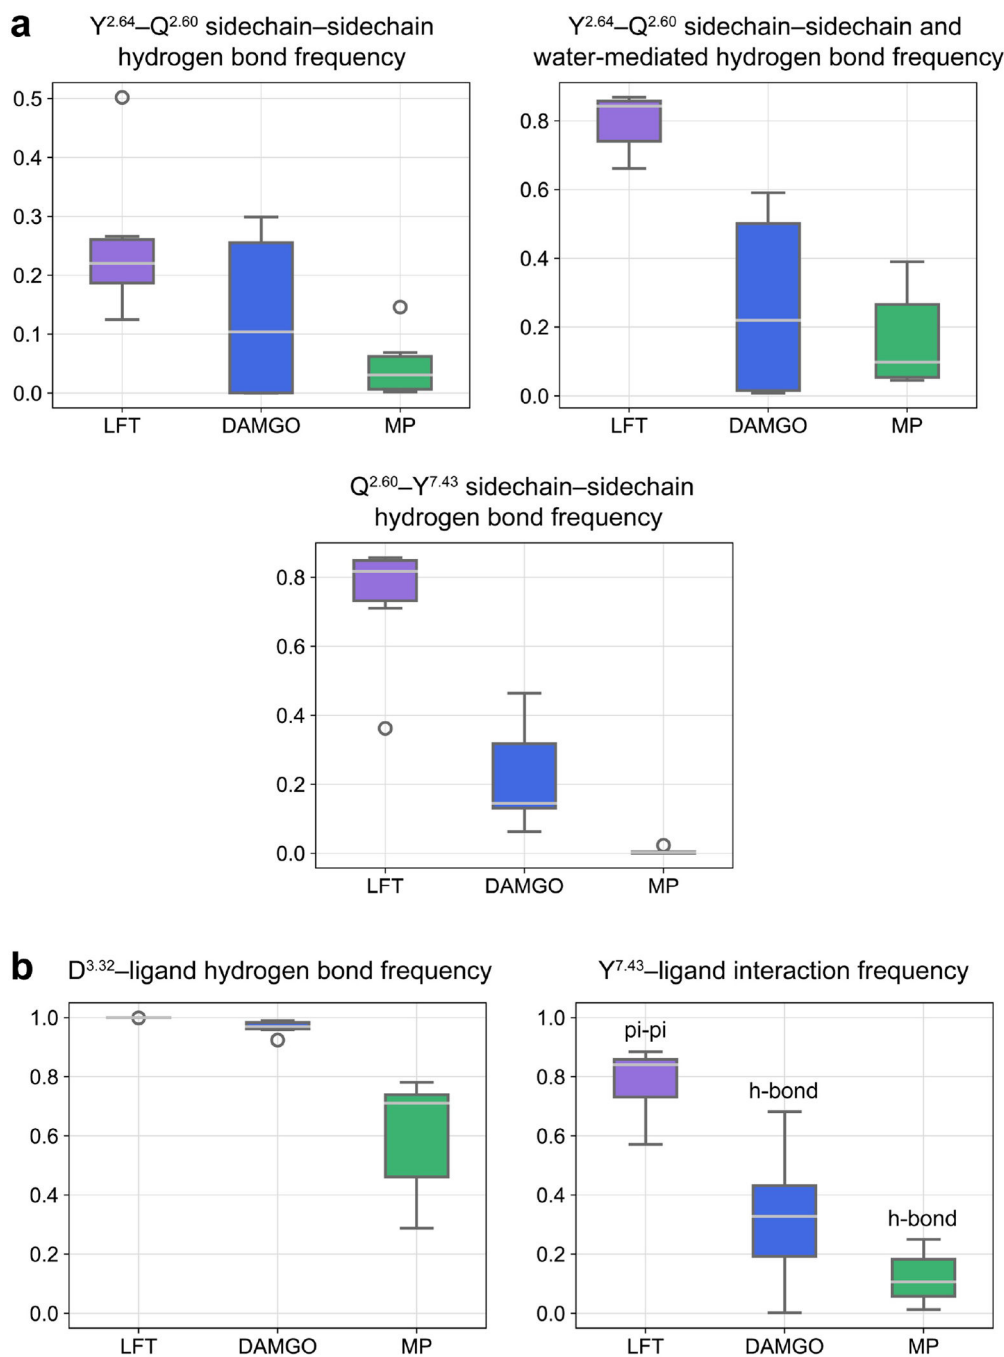 a
Y2.64–Q2.60 sidechain–sidechain
hydrogen bond frequency
0.5
0.4
0.3
0.2
0.1
0.0
LFT DAMGO MP
Y2.64–Q2.60 sidechain–sidechain and
water-mediated hydrogen bond frequency
0.8
0.6
0.4
0.2
0.0
LFT DAMGO MP
Q2.60–Y7.43 sidechain–sidechain
hydrogen bond frequency
0.8
0.6
0.4
0.2
0.0
LFT DAMGO MP
b
D3.32–ligand hydrogen bond frequency
1.0
0.8
0.6
0.4
0.2
0.0
LFT DAMGO MP
Y7.43–ligand interaction frequency
1.0
0.8
0.6
0.4
0.2
0.0
pi-pi
h-bond
h-bond
LFT DAMGO MP